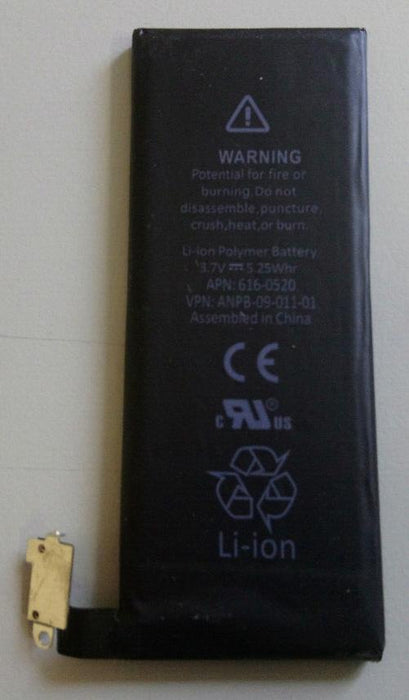 WARNING
Potential for fire or
burning.Do not
disassemble,puncture,
crush,heat,or burn.
Li-ion Polymer Battery
3.7V ⎓ 5.25Whr
APN: 616-0520
VPN: ANPB-09-011-01
Assembled in China
CE
c RU® US
Li-ion